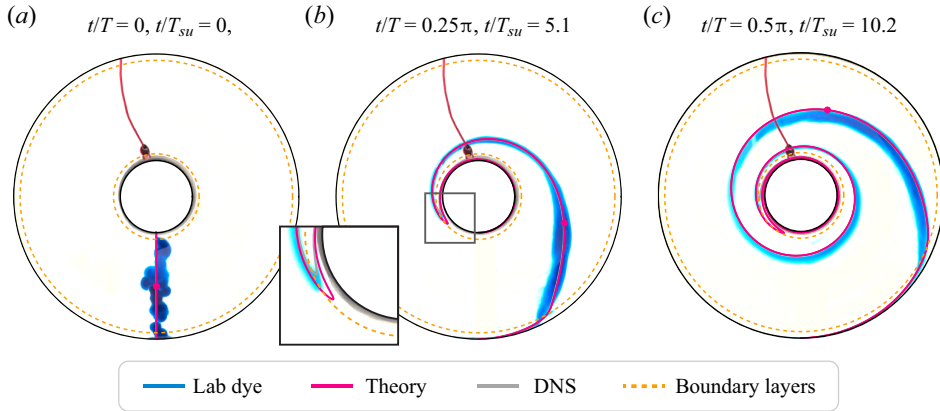 (a)
t/T = 0, t/T_su = 0,
(b)
t/T = 0.25π, t/T_su = 5.1
(c)
t/T = 0.5π, t/T_su = 10.2
Lab dye
Theory
DNS
Boundary layers